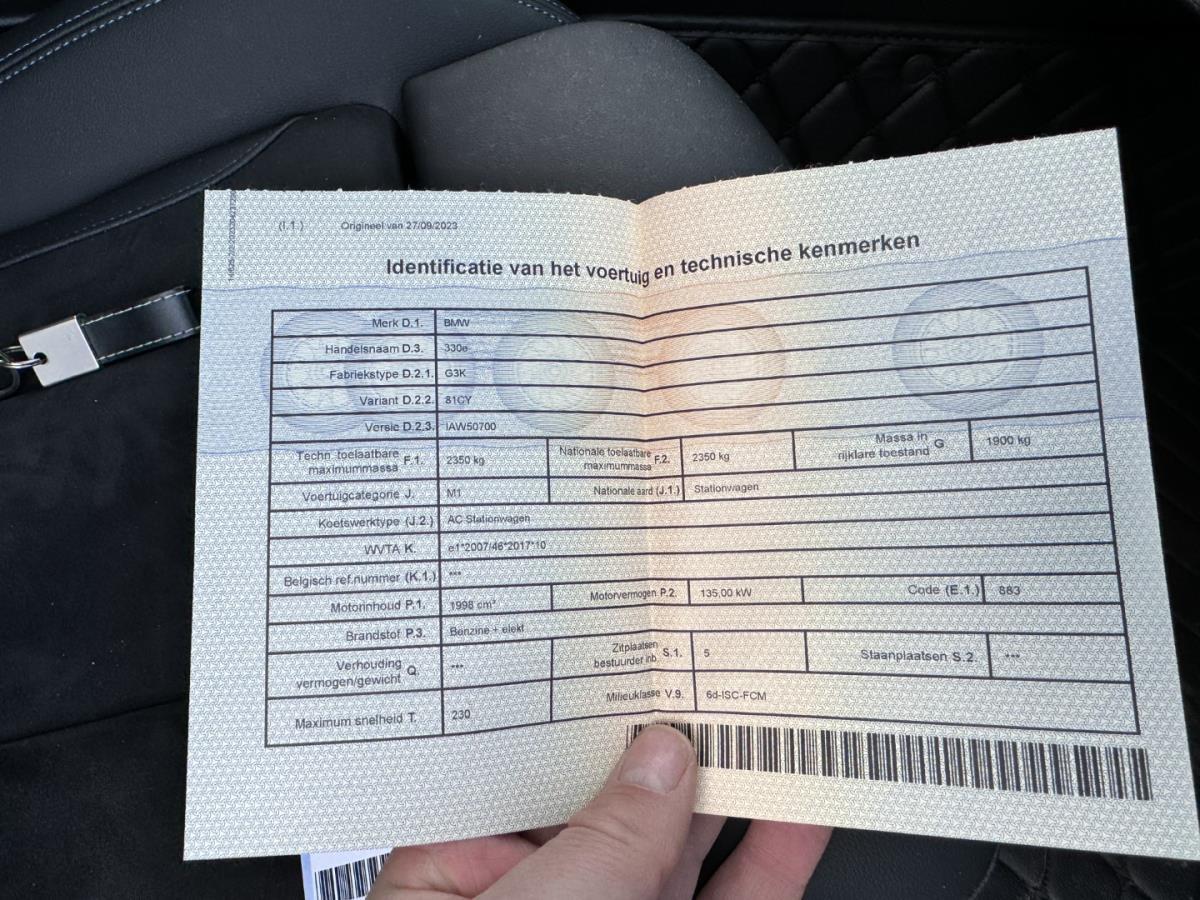 (I.1.) Origineel van 27/09/2023
Identificatie van het voertuig en technische kenmerken
Merk D.1. BMW
Handelsnaam D.3. 330e
Fabriekstype D.2.1. G3K
Variant D.2.2. 81CY
Versie D.2.3. IAW50700
Techn toelaatbare maximummassa F.1. 2350 kg Nationale toelaatbare maximummassa F.2. 2350 kg Massa in rijklare toestand G 1900 kg
Voertuigcategorie J. M1 Nationale aard (J.1.) Stationwagen
Koetswerktype (J.2.) AC Stationwagen
WVTA K. e1*2007/46*2017*10
Belgisch ref.nummer (K.1.) ***
Motorinhoud P.1. 1998 cm³ Motorvermogen P.2. 135,00 kW Code (E.1.) 883
Brandstof P.3. Benzine + elekt
Verhouding vermogen/gewicht Q. *** Zitplaatsen bestuurder inb. S.1. 5 Staanplaatsen S.2. ***
Maximum snelheid T. 230 Milieuklasse V.9. 6d-ISC-FCM